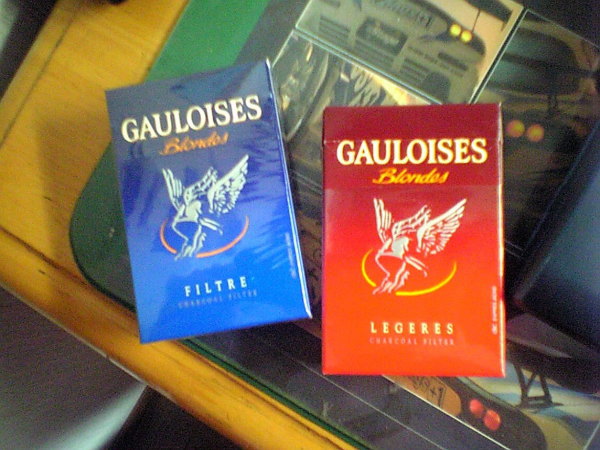 GAULOISES
Blondes
FILTRE
CHARCOAL FILTER
GAULOISES
Blondes
LEGERES
CHARCOAL FILTER